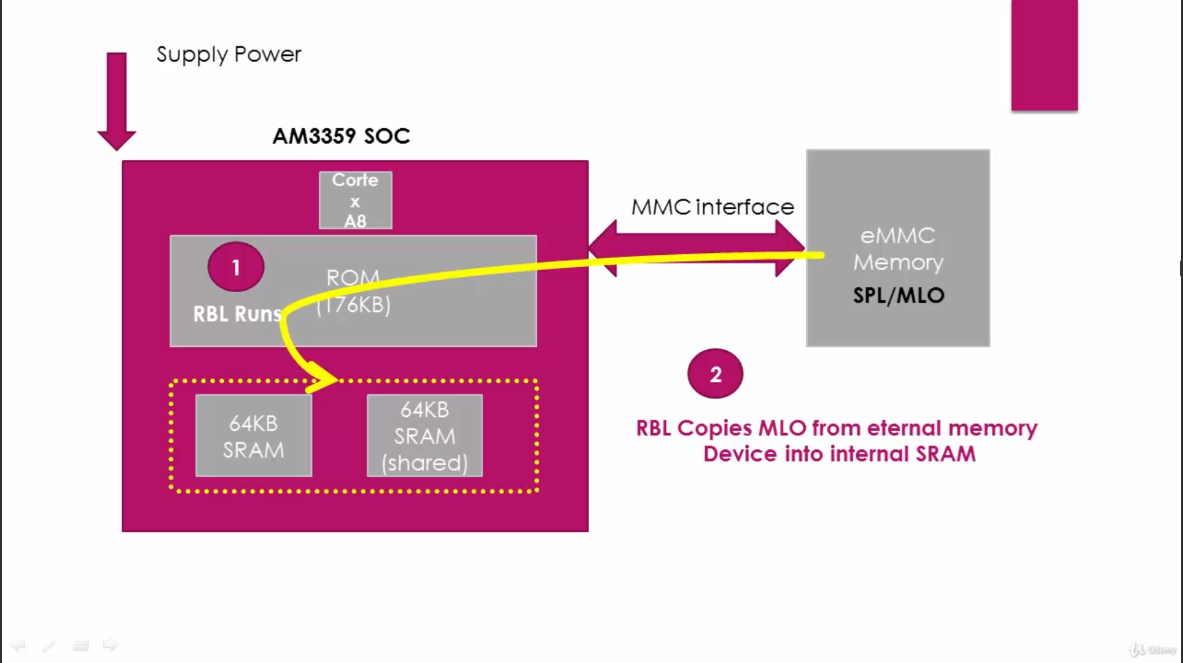 Supply Power
AM3359 SOC
Corte
x
A8
MMC interface
1
ROM
(176KB)
RBL Runs
eMMC
Memory
SPL/MLO
2
64KB
SRAM
64KB
SRAM
(shared)
RBL Copies MLO from eternal memory
Device into internal SRAM
Udemy